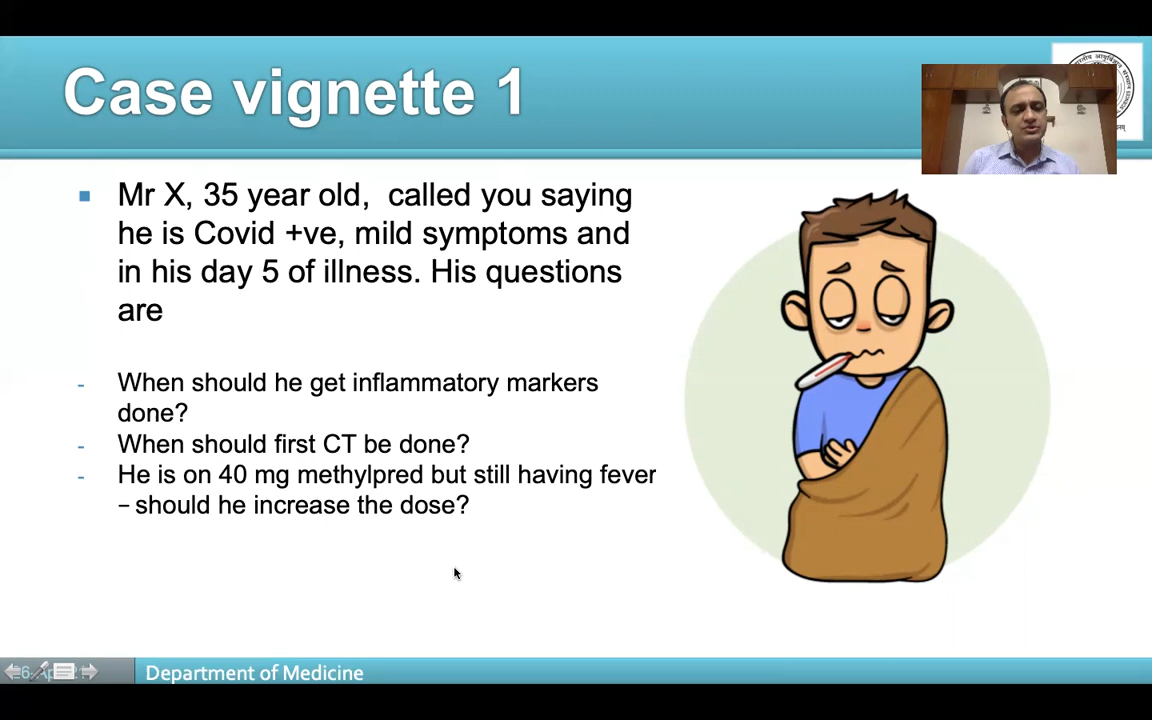 Case vignette 1
▪ Mr X, 35 year old, called you saying
he is Covid +ve, mild symptoms and
in his day 5 of illness. His questions
are
- When should he get inflammatory markers
done?
- When should first CT be done?
- He is on 40 mg methylpred but still having fever
– should he increase the dose?
Department of Medicine